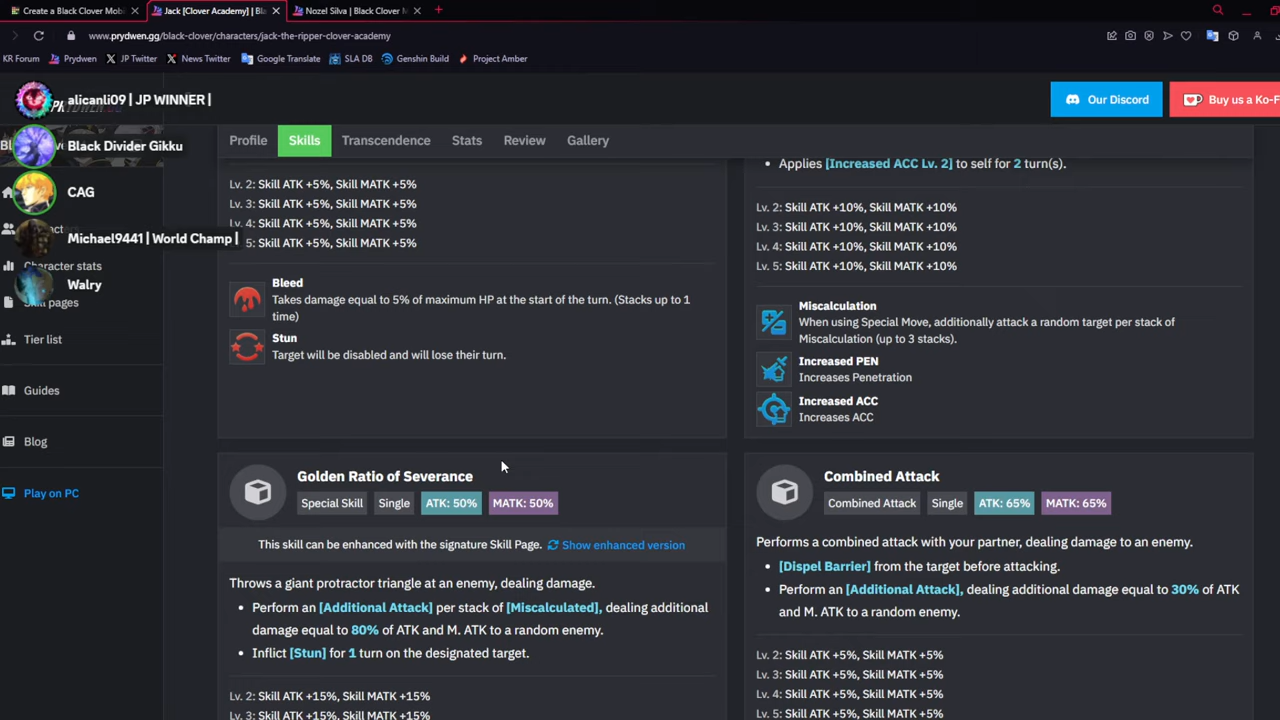 Create a Black Clover Mobi
Jack [Clover Academy] | Bla
Nozel Silva | Black Clover M
www.prydwen.gg/black-clover/characters/jack-the-ripper-clover-academy
KR Forum
Prydwen
JP Twitter
News Twitter
Google Translate
SLA DB
Genshin Build
Project Amber
alicanli09 | JP WINNER |
Black Divider Gikku
CAG
Michael9441 | World Champ |
Walry
Character stats
Skill pages
Tier list
Guides
Blog
Play on PC
Our Discord
Buy us a Ko-F
Profile
Skills
Transcendence
Stats
Review
Gallery
Lv. 2: Skill ATK +5%, Skill MATK +5%
Lv. 3: Skill ATK +5%, Skill MATK +5%
Lv. 4: Skill ATK +5%, Skill MATK +5%
5: Skill ATK +5%, Skill MATK +5%
Bleed
Takes damage equal to 5% of maximum HP at the start of the turn. (Stacks up to 1
time)
Stun
Target will be disabled and will lose their turn.
Applies [Increased ACC Lv. 2] to self for 2 turn(s).
Lv. 2: Skill ATK +10%, Skill MATK +10%
Lv. 3: Skill ATK +10%, Skill MATK +10%
Lv. 4: Skill ATK +10%, Skill MATK +10%
Lv. 5: Skill ATK +10%, Skill MATK +10%
Miscalculation
When using Special Move, additionally attack a random target per stack of
Miscalculation (up to 3 stacks).
Increased PEN
Increases Penetration
Increased ACC
Increases ACC
Golden Ratio of Severance
Special Skill
Single
ATK: 50%
MATK: 50%
This skill can be enhanced with the signature Skill Page. Show enhanced version
Throws a giant protractor triangle at an enemy, dealing damage.
Perform an [Additional Attack] per stack of [Miscalculated], dealing additional
damage equal to 80% of ATK and M. ATK to a random enemy.
Inflict [Stun] for 1 turn on the designated target.
Lv. 2: Skill ATK +15%, Skill MATK +15%
Lv. 3: Skill ATK +15%, Skill MATK +15%
Combined Attack
Combined Attack
Single
ATK: 65%
MATK: 65%
Performs a combined attack with your partner, dealing damage to an enemy.
[Dispel Barrier] from the target before attacking.
Perform an [Additional Attack], dealing additional damage equal to 30% of ATK
and M. ATK to a random enemy.
Lv. 2: Skill ATK +5%, Skill MATK +5%
Lv. 3: Skill ATK +5%, Skill MATK +5%
Lv. 4: Skill ATK +5%, Skill MATK +5%
Lv. 5: Skill ATK +5%, Skill MATK +5%